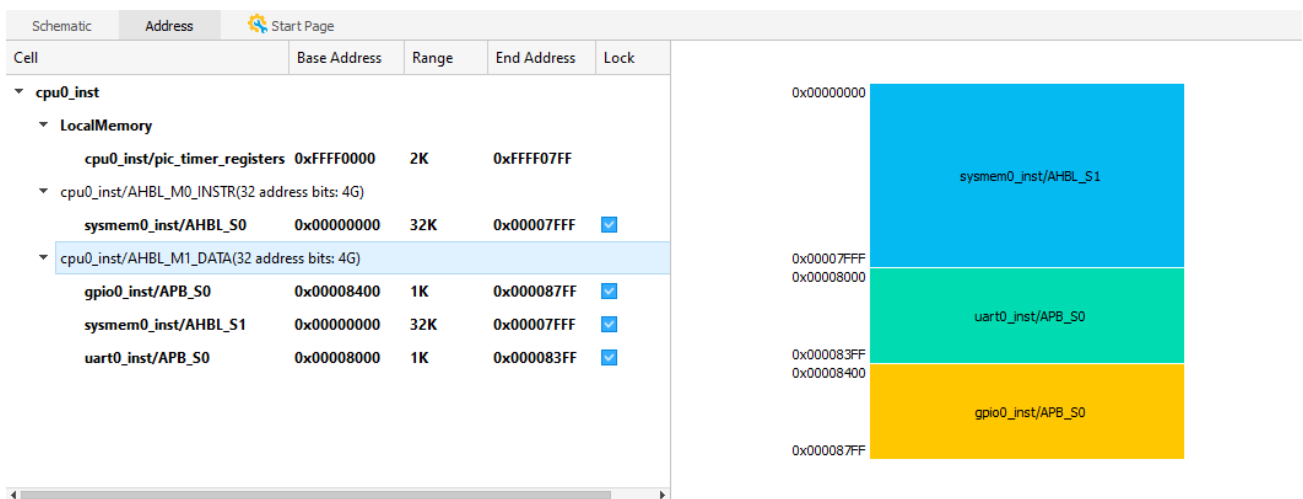 Schematic Address Start Page
Cell Base Address Range End Address Lock
cpu0_inst
LocalMemory
cpu0_inst/pic_timer_registers 0xFFFF0000 2K 0xFFFF07FF
cpu0_inst/AHBL_M0_INSTR(32 address bits: 4G)
sysmem0_inst/AHBL_S0 0x00000000 32K 0x00007FFF
cpu0_inst/AHBL_M1_DATA(32 address bits: 4G)
gpio0_inst/APB_S0 0x00008400 1K 0x000087FF
sysmem0_inst/AHBL_S1 0x00000000 32K 0x00007FFF
uart0_inst/APB_S0 0x00008000 1K 0x000083FF
0x00000000
sysmem0_inst/AHBL_S1
0x00007FFF
0x00008000
uart0_inst/APB_S0
0x000083FF
0x00008400
gpio0_inst/APB_S0
0x000087FF